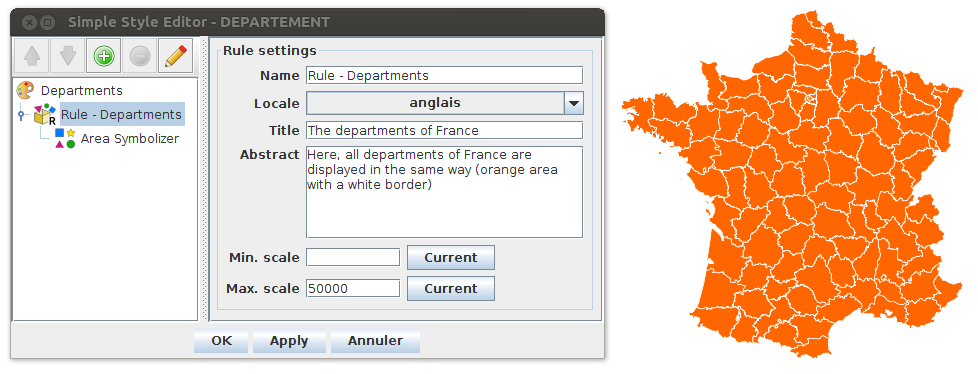 Simple Style Editor - DEPARTEMENT
Departments
R Rule - Departments
Area Symbolizer
Rule settings
Name Rule - Departments
Locale anglais
Title The departments of France
Abstract Here, all departments of France are
displayed in the same way (orange area
with a white border)
Min. scale Current
Max. scale 50000 Current
OK Apply Annuler